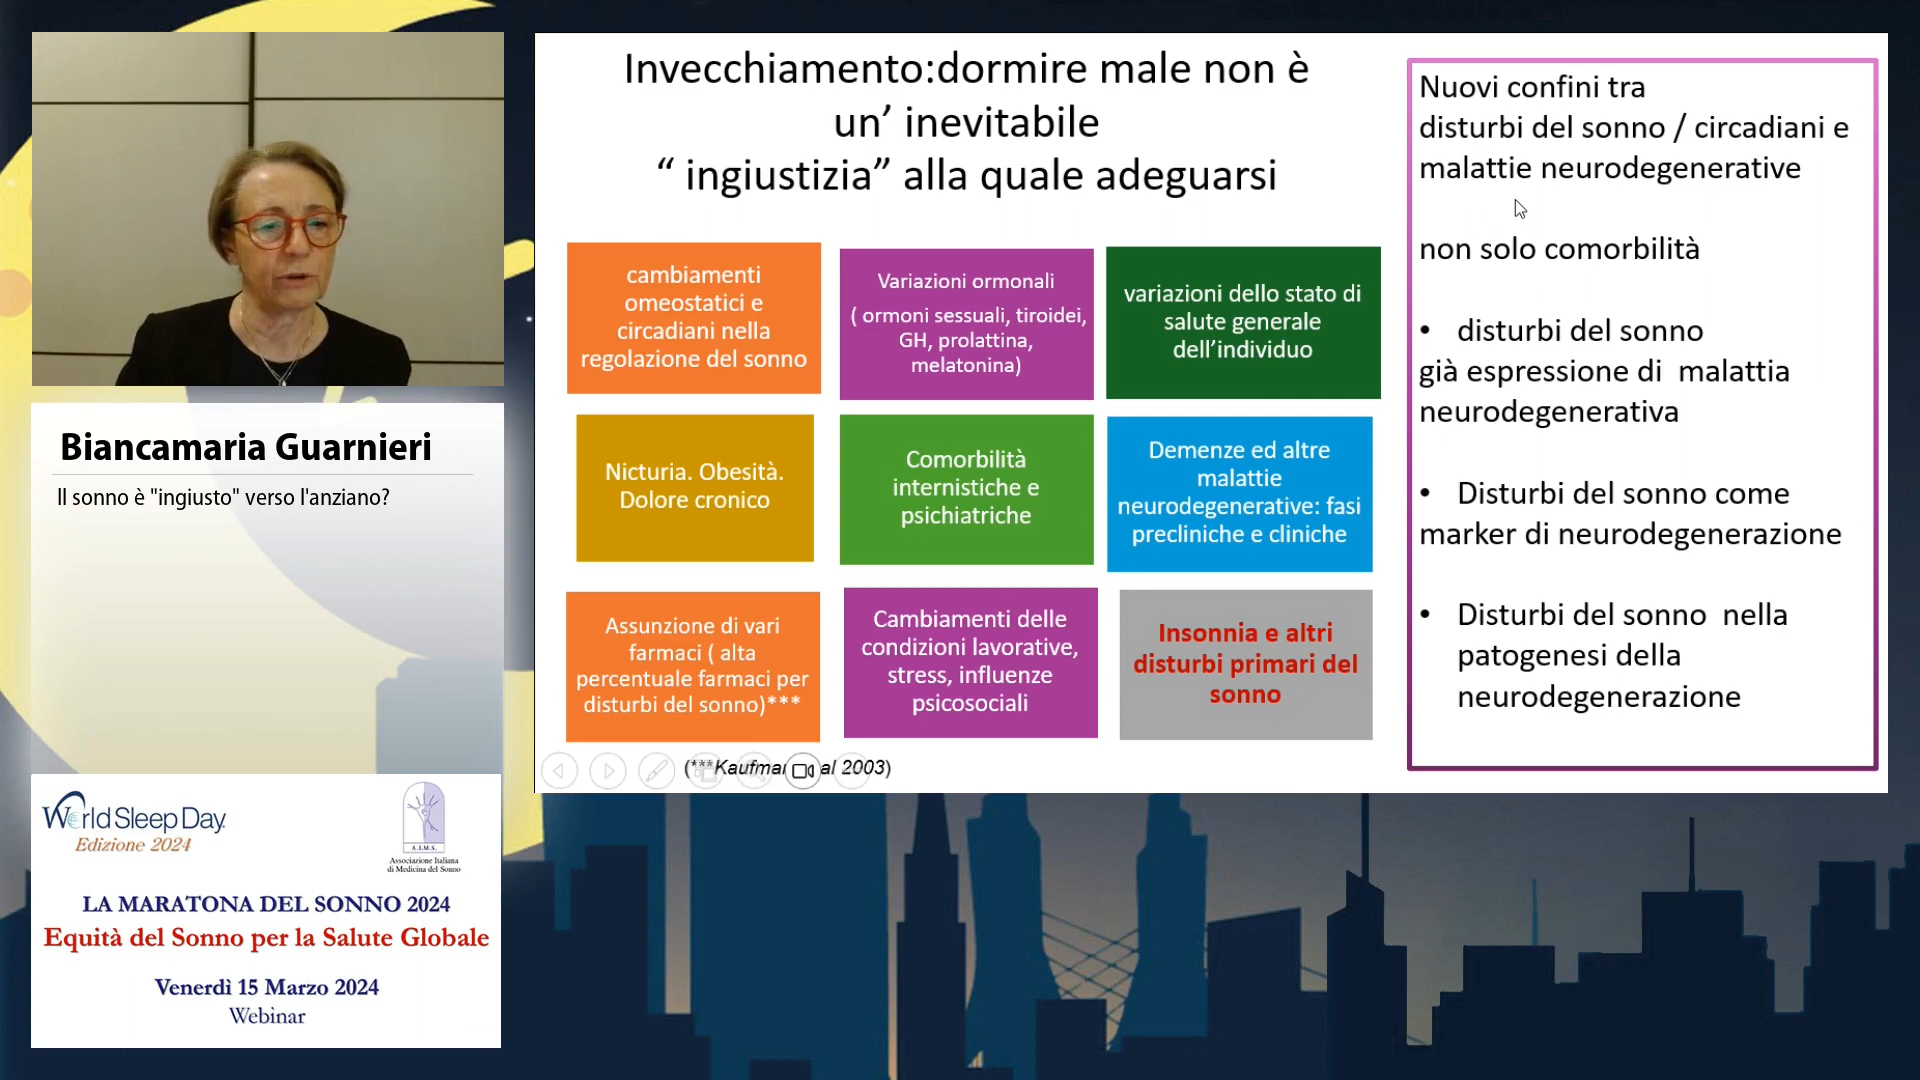 Invecchiamento:dormire male non è
un' inevitabile
“ ingiustizia” alla quale adeguarsi
cambiamenti
omeostatici e
circadiani nella
regolazione del sonno
Variazioni ormonali
( ormoni sessuali, tiroidei,
GH, prolattina,
melatonina)
variazioni dello stato di
salute generale
dell’individuo
Nicturia. Obesità.
Dolore cronico
Comorbilità
internistiche e
psichiatriche
Demenze ed altre
malattie
neurodegenerative: fasi
precliniche e cliniche
Assunzione di vari
farmaci ( alta
percentuale farmaci per
disturbi del sonno)***
Cambiamenti delle
condizioni lavorative,
stress, influenze
psicosociali
Insonnia e altri
disturbi primari del
sonno
(*** al 2003)
Nuovi confini tra
disturbi del sonno / circadiani e
malattie neurodegenerative
non solo comorbilità
• disturbi del sonno
già espressione di malattia
neurodegenerativa
• Disturbi del sonno come
marker di neurodegenerazione
• Disturbi del sonno nella
patogenesi della
neurodegenerazione
Biancamaria Guarnieri
Il sonno è "ingiusto" verso l'anziano?
World Sleep Day
Edizione 2024
A.I.M.S.
Associazione Italiana
di Medicina del Sonno
LA MARATONA DEL SONNO 2024
Equità del Sonno per la Salute Globale
Venerdì 15 Marzo 2024
Webinar